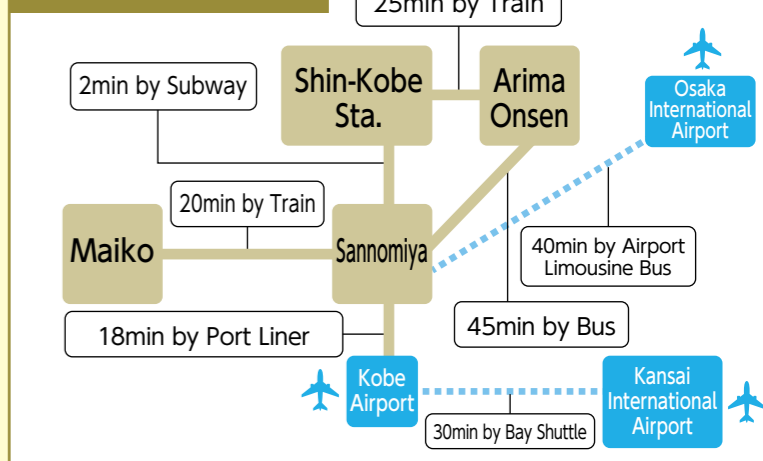 25min by Train
2min by Subway
Shin-Kobe
Sta.
Arima
Onsen
Osaka
International
Airport
20min by Train
Maiko
Sannomiya
40min by Airport
Limousine Bus
18min by Port Liner
45min by Bus
Kobe
Airport
Kansai
International
Airport
30min by Bay Shuttle